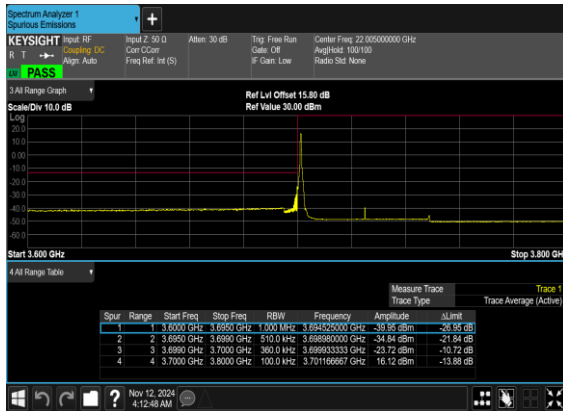 Spectrum Analyzer 1
Spurious Emissions
+
KEYSIGHT Input: RF Input Z: 50 Ω Atten: 30 dB Trig: Free Run Center Freq: 22.005000000 GHz
R T Coupling: DC Corr CCorr Gate: Off Avg|Hold: 100/100
Align: Auto Freq Ref: Int (S) IF Gain: Low Radio Std: None
LXI PASS
3 All Range Graph Ref Lvl Offset 15.80 dB
Scale/Div 10.0 dB Ref Value 30.00 dBm
Log
20.0
10.0
0.00
-10.0
-20.0
-30.0
-40.0
-50.0
-60.0
Start 3.600 GHz Stop 3.800 GHz
4 All Range Table
Measure Trace Trace 1
Trace Type Trace Average (Active)
Spur Range Start Freq Stop Freq RBW Frequency Amplitude ΔLimit
1 1 3.6000 GHz 3.6950 GHz 1.000 MHz 3.694525000 GHz -39.95 dBm -26.95 dB
2 2 3.6950 GHz 3.6990 GHz 510.0 kHz 3.698980000 GHz -34.84 dBm -21.84 dB
3 3 3.6990 GHz 3.7000 GHz 360.0 kHz 3.699933333 GHz -23.72 dBm -10.72 dB
4 4 3.7000 GHz 3.8000 GHz 100.0 kHz 3.701166667 GHz 16.12 dBm -13.88 dB
? Nov 12, 2024
4:12:48 AM